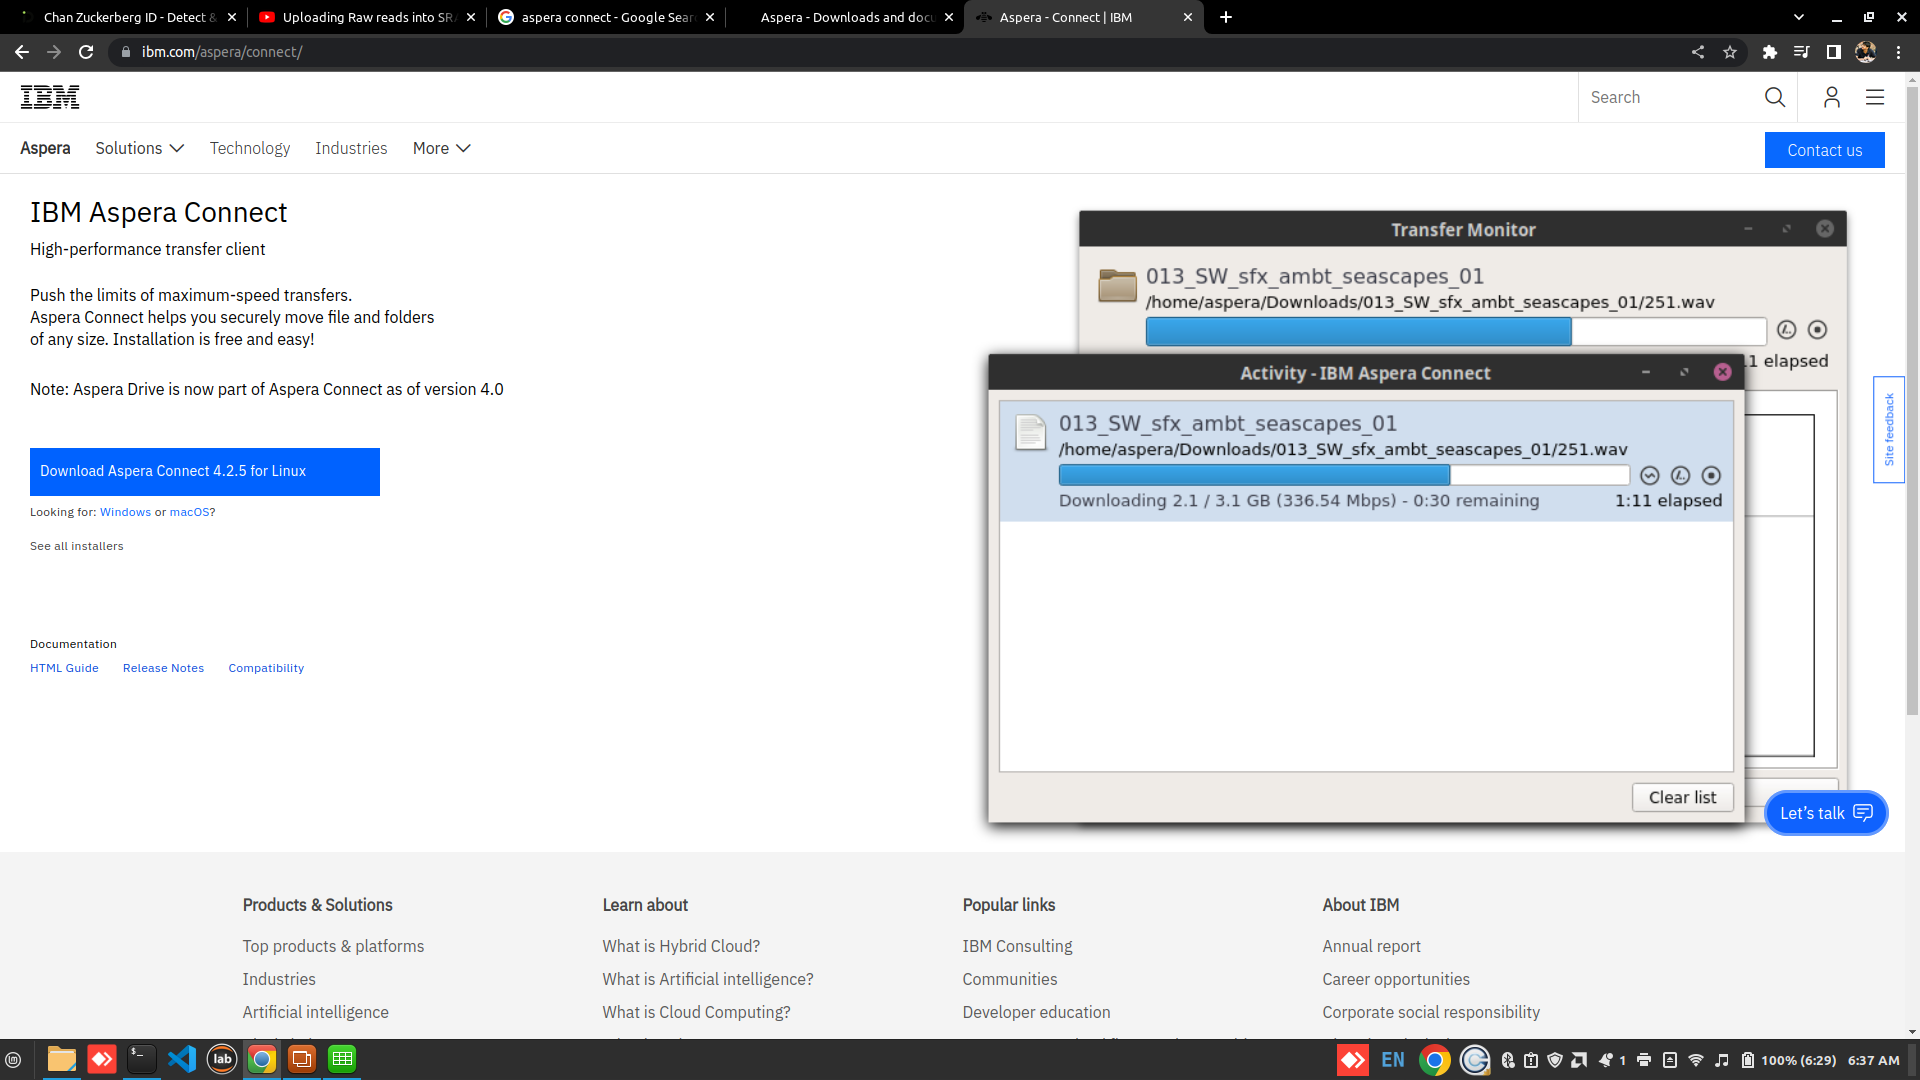 Chan Zuckerberg ID - Detect &
Uploading Raw reads into SR
aspera connect - Google Sear
Aspera - Downloads and docu
Aspera - Connect | IBM
ibm.com/aspera/connect/
IBM
Search
Aspera
Solutions
Technology
Industries
More
Contact us
IBM Aspera Connect
High-performance transfer client
Push the limits of maximum-speed transfers.
Aspera Connect helps you securely move file and folders
of any size. Installation is free and easy!
Note: Aspera Drive is now part of Aspera Connect as of version 4.0
Download Aspera Connect 4.2.5 for Linux
Looking for: Windows or macOS?
See all installers
Documentation
HTML Guide
Release Notes
Compatibility
Transfer Monitor
013_SW_sfx_ambt_seascapes_01
/home/aspera/Downloads/013_SW_sfx_ambt_seascapes_01/251.wav
elapsed
Activity - IBM Aspera Connect
013_SW_sfx_ambt_seascapes_01
/home/aspera/Downloads/013_SW_sfx_ambt_seascapes_01/251.wav
Downloading 2.1 / 3.1 GB (336.54 Mbps) - 0:30 remaining
1:11 elapsed
Clear list
Site feedback
Let's talk
Products & Solutions
Top products & platforms
Industries
Artificial intelligence
Learn about
What is Hybrid Cloud?
What is Artificial intelligence?
What is Cloud Computing?
Popular links
IBM Consulting
Communities
Developer education
About IBM
Annual report
Career opportunities
Corporate social responsibility
lab
EN
1
100% (6:29)
6:37 AM